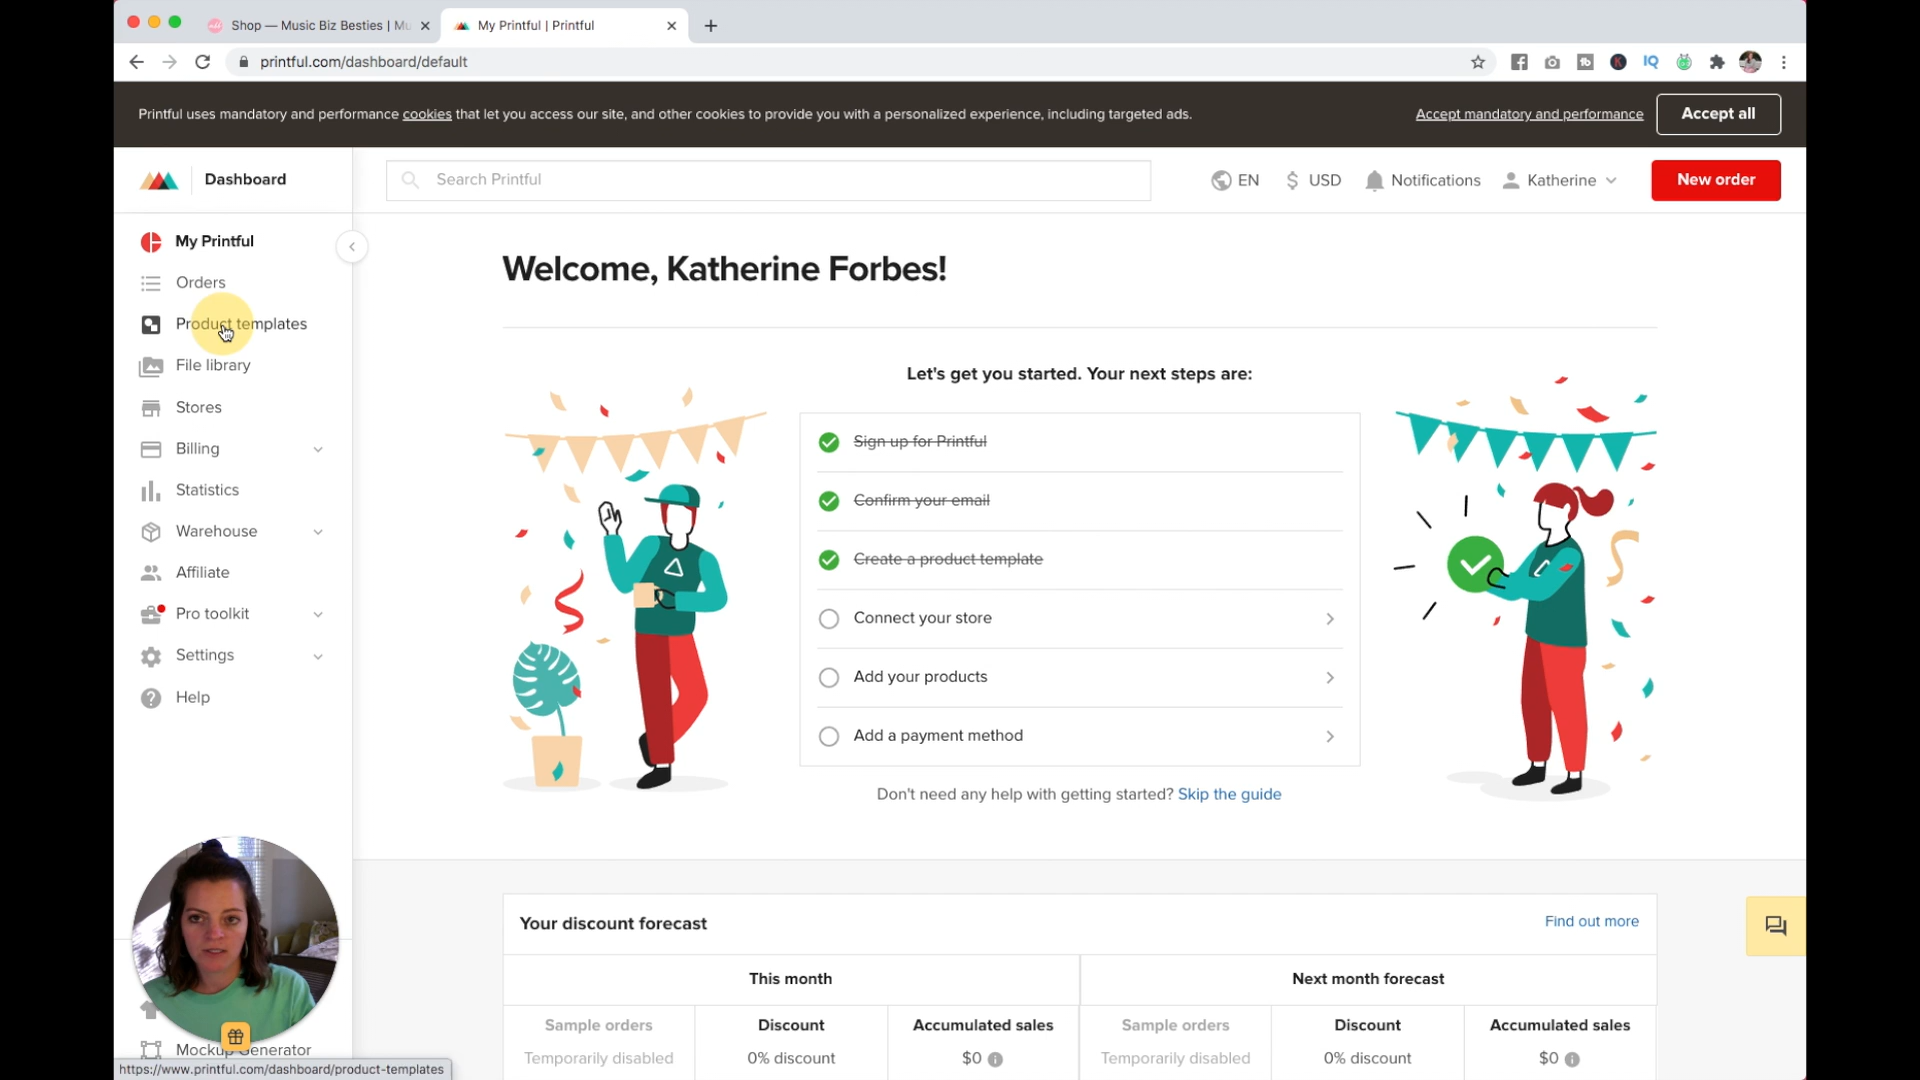 Shop — Music Biz Besties | Mu
My Printful | Printful
printful.com/dashboard/default
IQ
Printful uses mandatory and performance cookies that let you access our site, and other cookies to provide you with a personalized experience, including targeted ads.
Accept mandatory and performance
Accept all
Dashboard
Search Printful
EN
$ USD
Notifications
Katherine
New order
My Printful
Orders
Product templates
File library
Stores
Billing
Statistics
Warehouse
Affiliate
Pro toolkit
Settings
Help
Mockup Generator
https://www.printful.com/dashboard/product-templates
Welcome, Katherine Forbes!
Let's get you started. Your next steps are:
Sign up for Printful
Confirm your email
Create a product template
Connect your store
Add your products
Add a payment method
Don't need any help with getting started? Skip the guide
Your discount forecast
Find out more
This month
Next month forecast
Sample orders
Discount
Accumulated sales
Sample orders
Discount
Accumulated sales
Temporarily disabled
0% discount
$0
Temporarily disabled
0% discount
$0